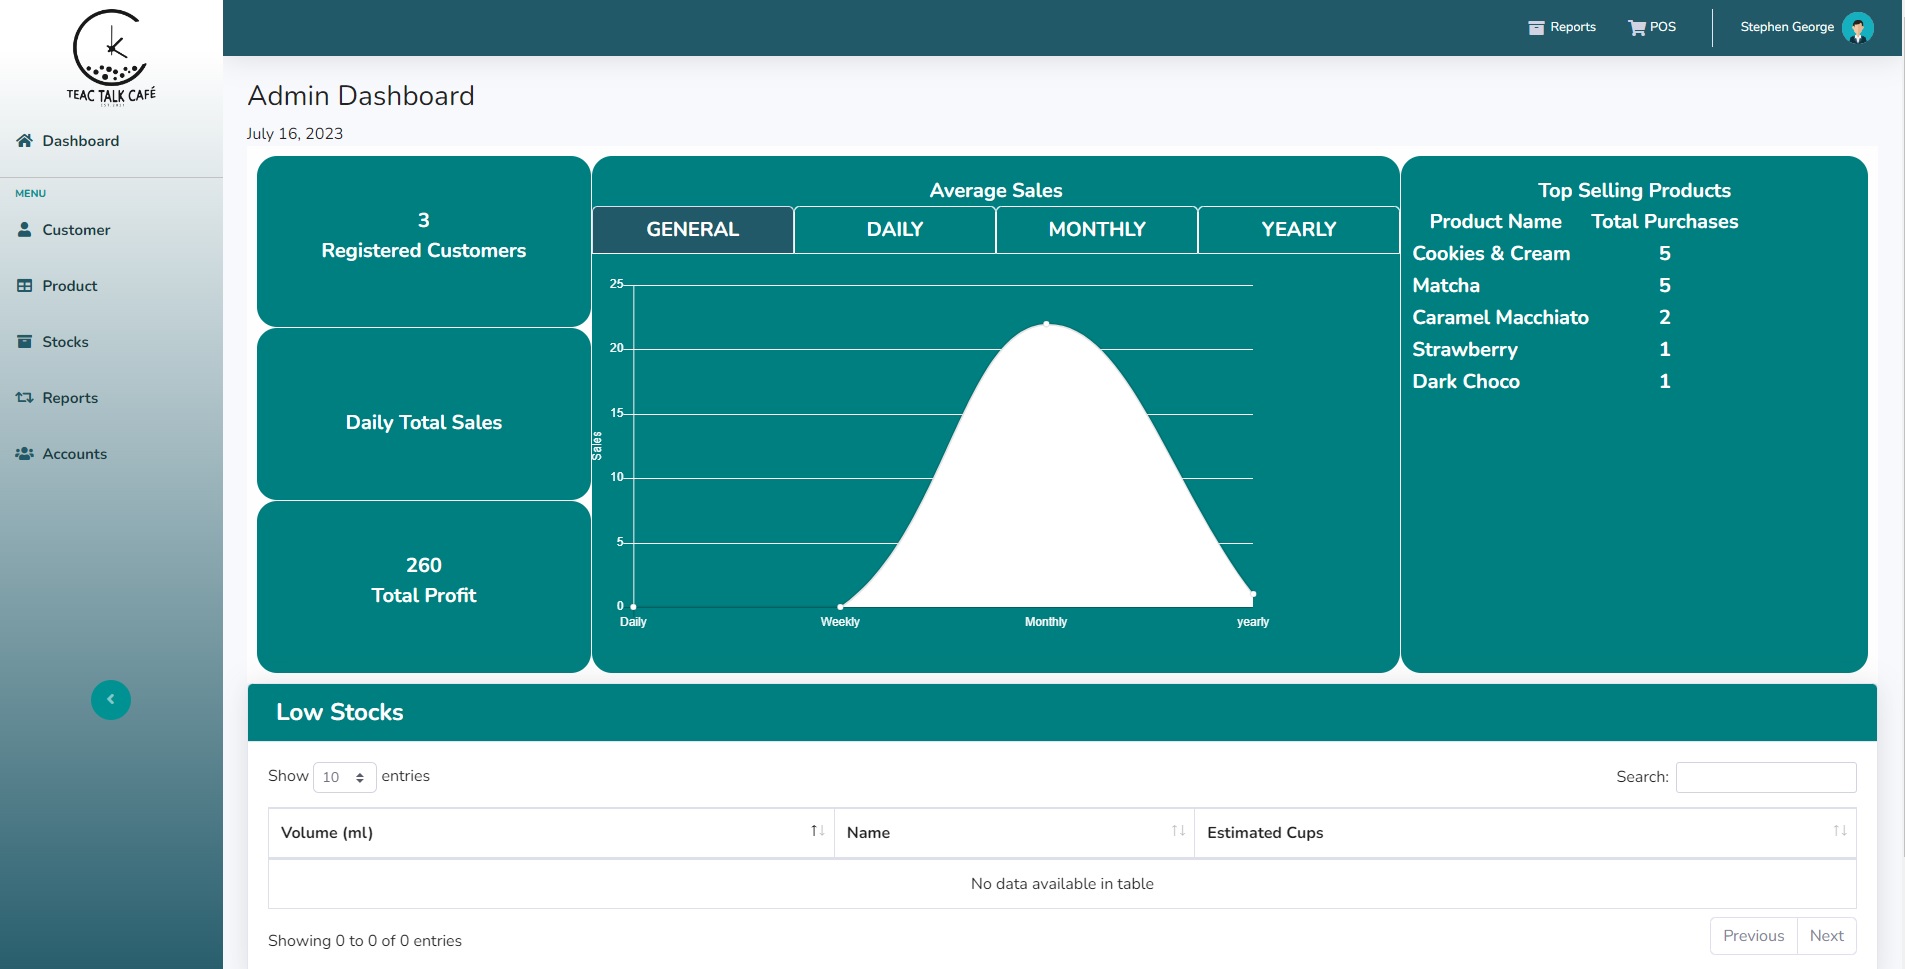 TEAC TALK CAFÉ
Reports
POS
Stephen George
Dashboard
MENU
Customer
Product
Stocks
Reports
Accounts
Admin Dashboard
July 16, 2023
3
Registered Customers
Daily Total Sales
260
Total Profit
Average Sales
GENERAL
DAILY
MONTHLY
YEARLY
25
20
15
10
5
0
Sales
Daily
Weekly
Monthly
yearly
Top Selling Products
Product Name Total Purchases
Cookies & Cream 5
Matcha 5
Caramel Macchiato 2
Strawberry 1
Dark Choco 1
Low Stocks
Show 10 entries
Search:
Volume (ml) Name Estimated Cups
No data available in table
Showing 0 to 0 of 0 entries
Previous Next